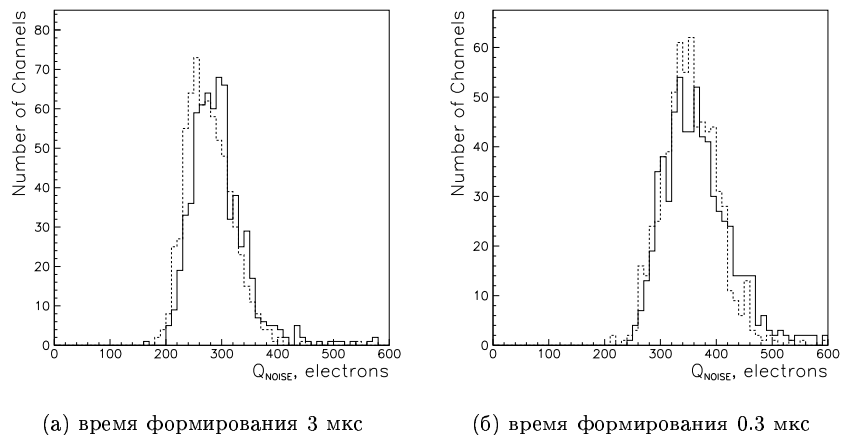 Number of Channels
80
70
60
50
40
30
20
10
0
0 100 200 300 400 500 600
Q NOISE, electrons
(а) время формирования 3 мкс
Number of Channels
60
50
40
30
20
10
0
0 100 200 300 400 500 600
Q NOISE, electrons
(б) время формирования 0.3 мкс